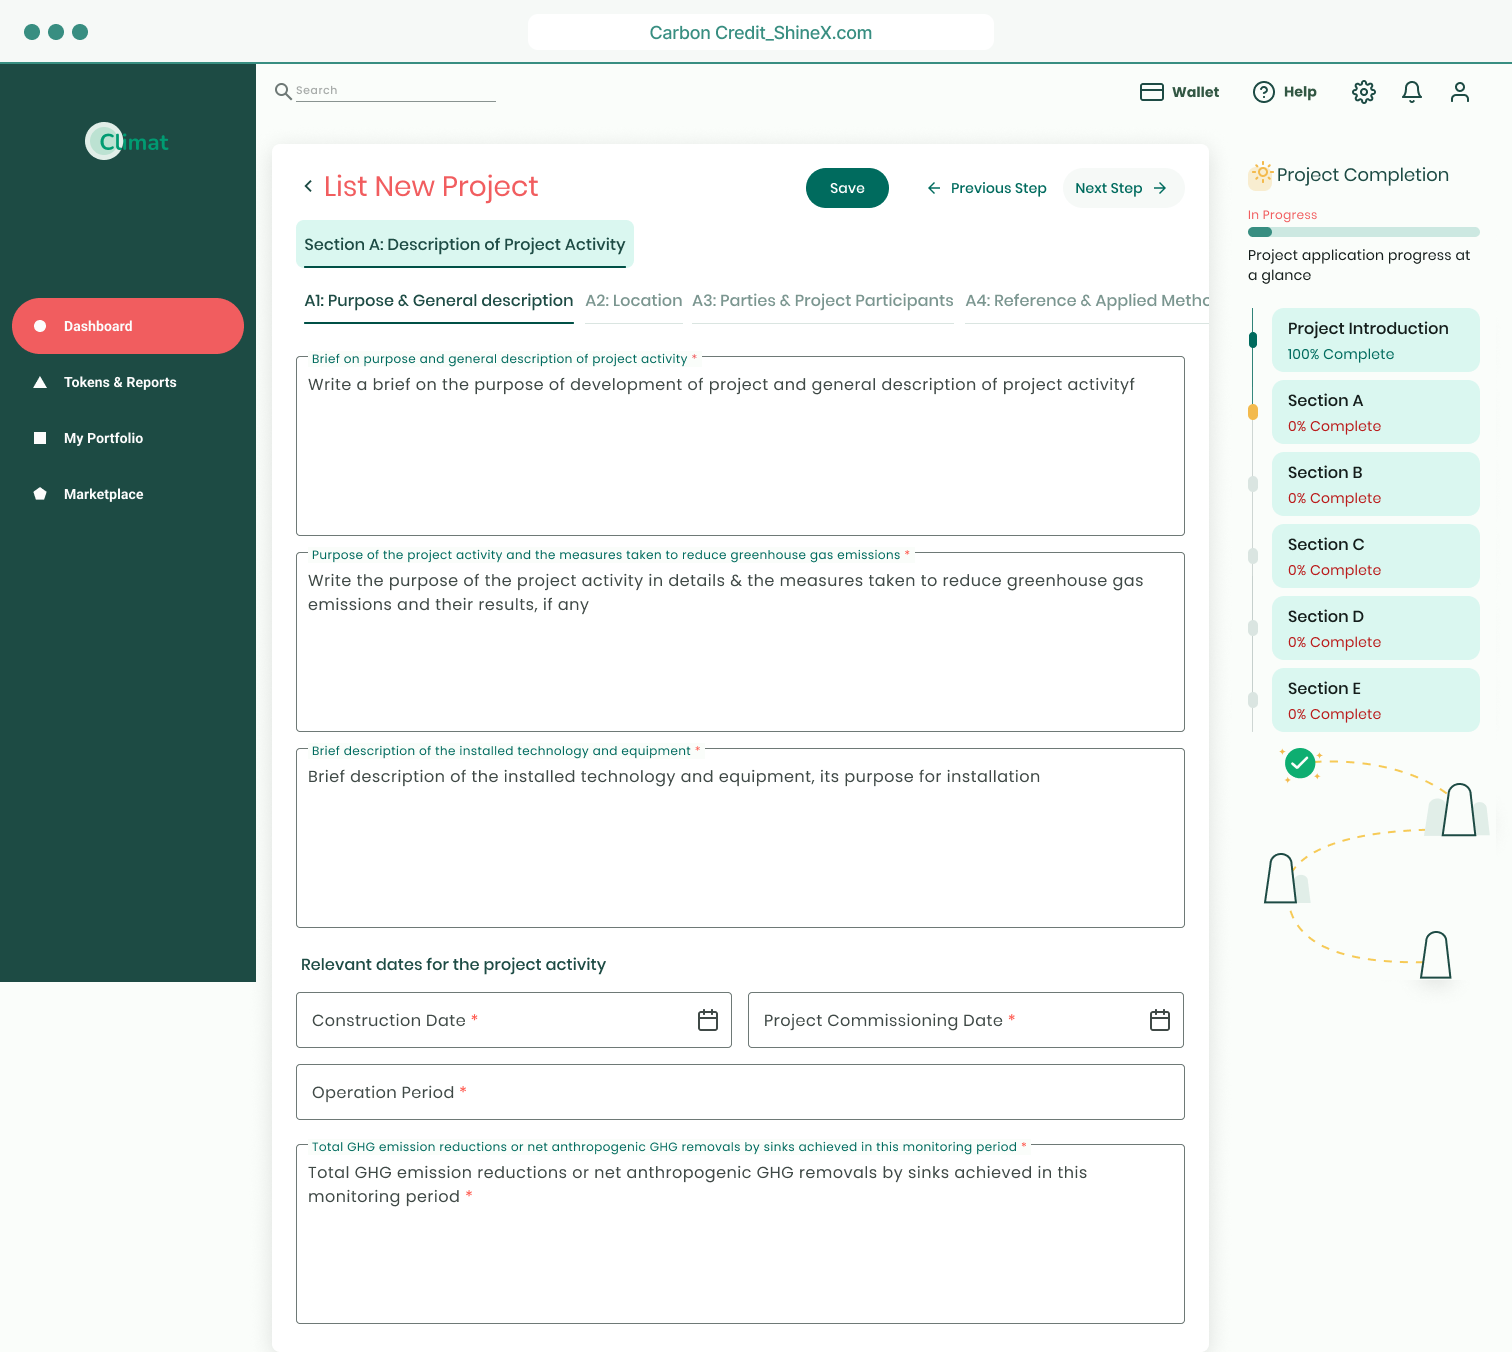 Carbon Credit_ShineX.com
Search
Wallet
Help
Climat
Dashboard
Tokens & Reports
My Portfolio
Marketplace
List New Project
Save
Previous Step
Next Step
Section A: Description of Project Activity
A1: Purpose & General description
A2: Location
A3: Parties & Project Participants
A4: Reference & Applied Metho
Brief on purpose and general description of project activity *
Write a brief on the purpose of development of project and general description of project activityf
Purpose of the project activity and the measures taken to reduce greenhouse gas emissions *
Write the purpose of the project activity in details & the measures taken to reduce greenhouse gas
emissions and their results, if any
Brief description of the installed technology and equipment *
Brief description of the installed technology and equipment, its purpose for installation
Relevant dates for the project activity
Construction Date *
Project Commissioning Date *
Operation Period *
Total GHG emission reductions or net anthropogenic GHG removals by sinks achieved in this monitoring period *
Total GHG emission reductions or net anthropogenic GHG removals by sinks achieved in this
monitoring period *
Project Completion
In Progress
Project application progress at
a glance
Project Introduction
100% Complete
Section A
0% Complete
Section B
0% Complete
Section C
0% Complete
Section D
0% Complete
Section E
0% Complete